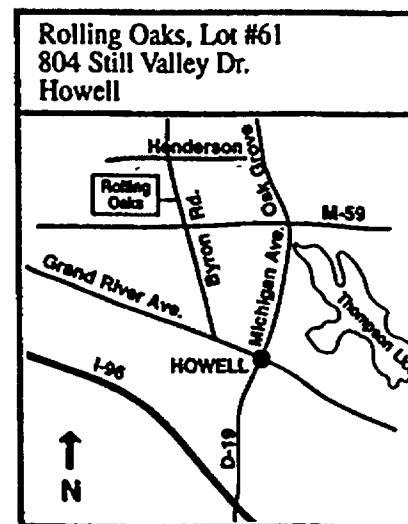 Rolling Oaks, Lot #61
804 Still Valley Dr.
Howell
Henderson
Oak Grove
Rolling
Oaks
Byron Rd.
M-59
Grand River Ave.
Michigan Ave.
Thompson
HOWELL
I-96
D-19
N